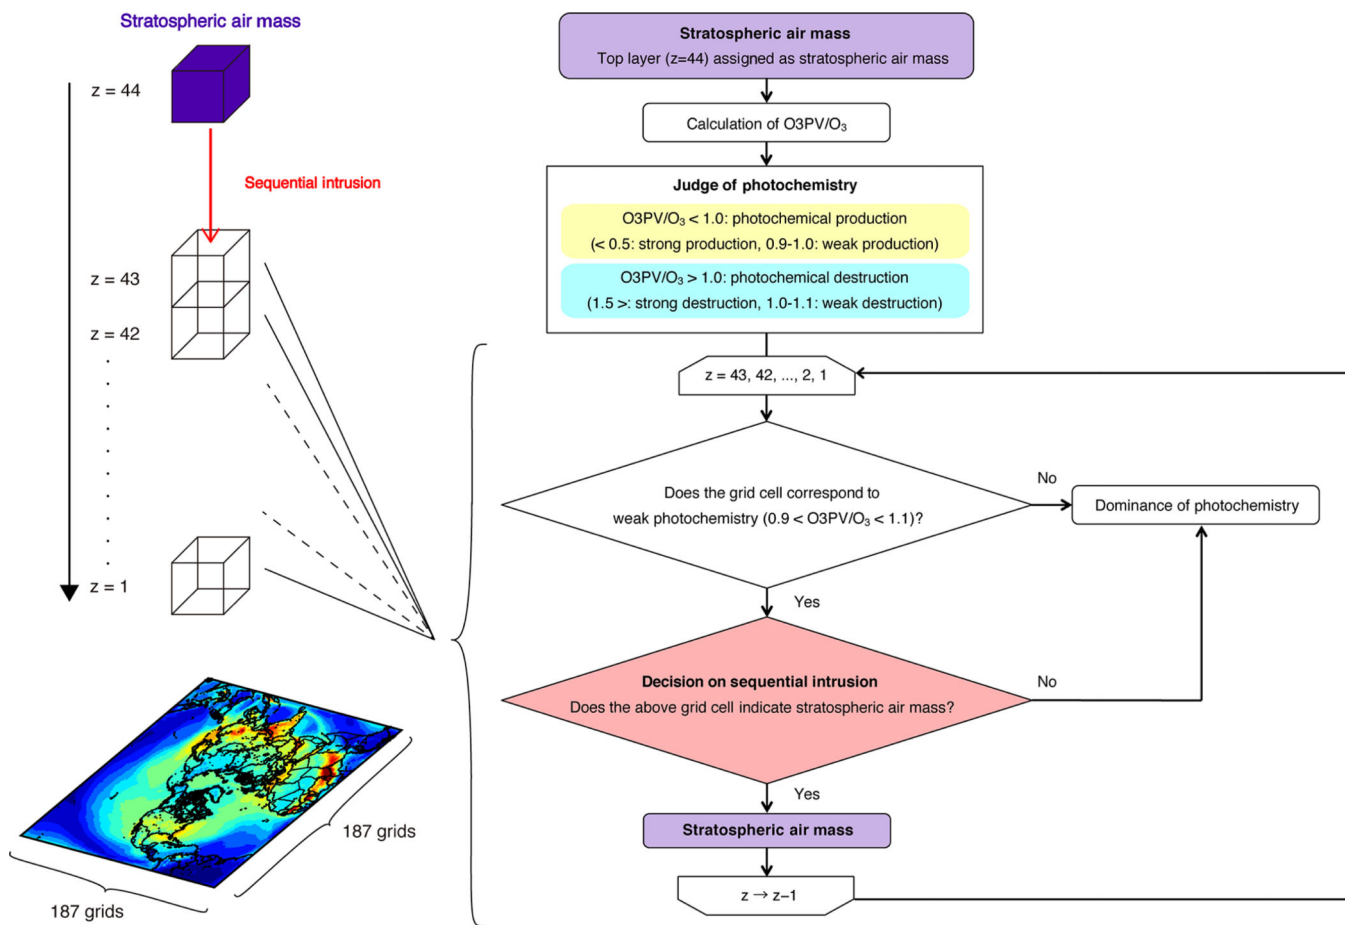 Stratospheric air mass
z = 44
Sequential intrusion
z = 43
z = 42
z = 1
187 grids
187 grids
Stratospheric air mass
Top layer (z=44) assigned as stratospheric air mass
Calculation of O3PV/O₃
Judge of photochemistry
O3PV/O₃ < 1.0: photochemical production
(< 0.5: strong production, 0.9-1.0: weak production)
O3PV/O₃ > 1.0: photochemical destruction
(1.5 >: strong destruction, 1.0-1.1: weak destruction)
z = 43, 42, ..., 2, 1
Does the grid cell correspond to
weak photochemistry (0.9 < O3PV/O₃ < 1.1)?
No
Dominance of photochemistry
Yes
Decision on sequential intrusion
Does the above grid cell indicate stratospheric air mass?
No
Yes
Stratospheric air mass
z → z−1